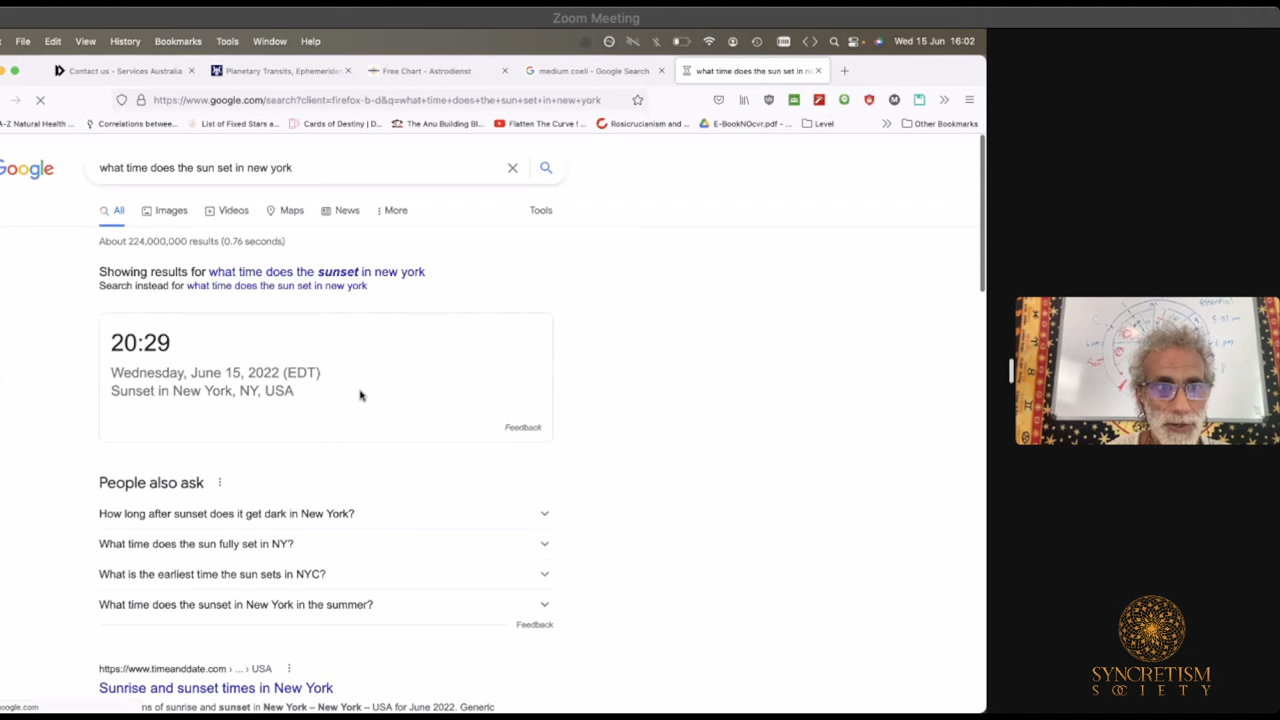 Zoom Meeting
File Edit View History Bookmarks Tools Window Help
Wed 15 Jun 16:02
Contact us - Services Australia
Planetary Transits, Ephemeride
Free Chart - Astrodienst
medium coeli - Google Search
what time does the sun set in n
https://www.google.com/search?client=firefox-b-d&q=what+time+does+the+sun+set+in+new+york
A-Z Natural Health ...
Correlations betwee...
List of Fixed Stars a...
Cards of Destiny | D...
The Anu Building Bl...
Flatten The Curve ! ...
Rosicrucianism and ...
E-BookNOcvr.pdf - ...
Level
Other Bookmarks
Google
what time does the sun set in new york
All
Images
Videos
Maps
News
More
Tools
About 224,000,000 results (0.76 seconds)
Showing results for what time does the sunset in new york
Search instead for what time does the sun set in new york
20:29
Wednesday, June 15, 2022 (EDT)
Sunset in New York, NY, USA
Feedback
People also ask
How long after sunset does it get dark in New York?
What time does the sun fully set in NY?
What is the earliest time the sun sets in NYC?
What time does the sunset in New York in the summer?
Feedback
https://www.timeanddate.com › ... › USA
Sunrise and sunset times in New York
ns of sunrise and sunset in New York – New York – USA for June 2022. Generic
ogle.com
essential
SYNCRETISM
SOCIETY